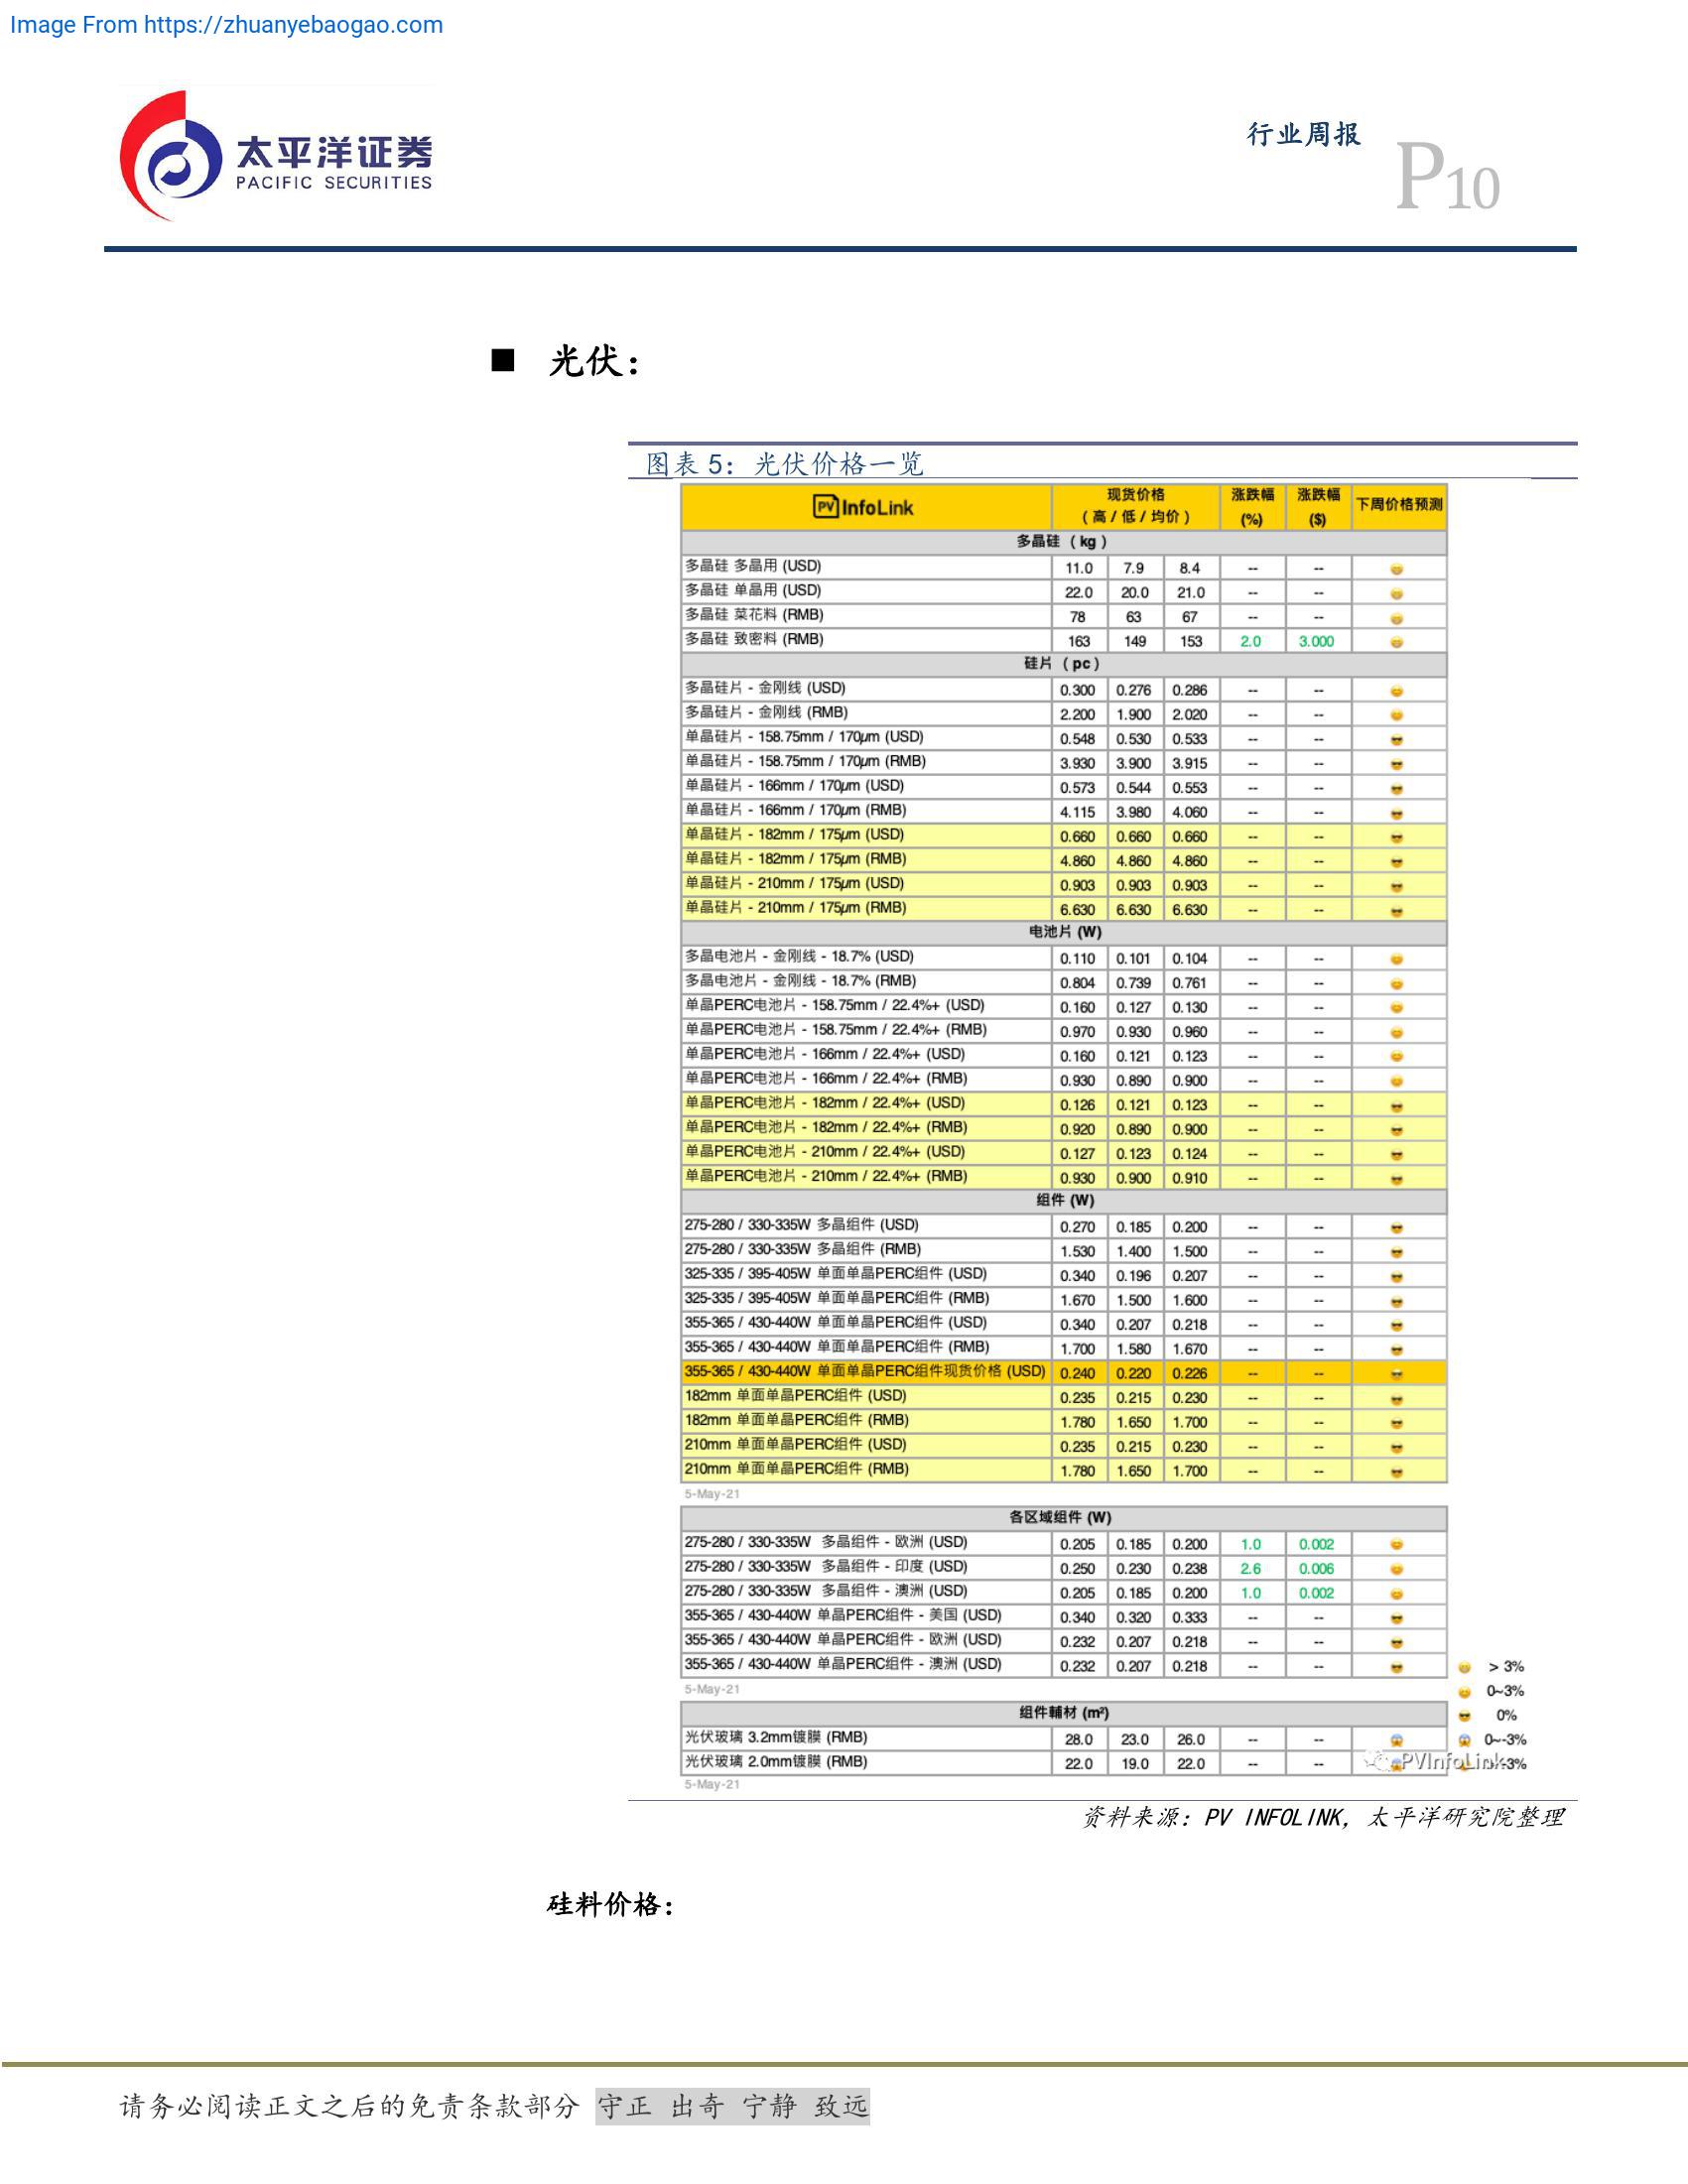 Image From https://zhuanyebaogao.com
太平洋证券
PACIFIC SECURITIES
行业周报
P10
■ 光伏：
图表 5：光伏价格一览
PV InfoLink 现货价格 (高 / 低 / 均价) 涨跌幅 (%) 涨跌幅 ($) 下周价格预测
多晶硅 (kg)
多晶硅 多晶用 (USD) 11.0 7.9 8.4 -- --
多晶硅 单晶用 (USD) 22.0 20.0 21.0 -- --
多晶硅 菜花料 (RMB) 78 63 67 -- --
多晶硅 致密料 (RMB) 163 149 153 2.0 3.000
硅片 (pc)
多晶硅片 - 金刚线 (USD) 0.300 0.276 0.286 -- --
多晶硅片 - 金刚线 (RMB) 2.200 1.900 2.020 -- --
单晶硅片 - 158.75mm / 170μm (USD) 0.548 0.530 0.533 -- --
单晶硅片 - 158.75mm / 170μm (RMB) 3.930 3.900 3.915 -- --
单晶硅片 - 166mm / 170μm (USD) 0.573 0.544 0.553 -- --
单晶硅片 - 166mm / 170μm (RMB) 4.115 3.980 4.060 -- --
单晶硅片 - 182mm / 175μm (USD) 0.660 0.660 0.660 -- --
单晶硅片 - 182mm / 175μm (RMB) 4.860 4.860 4.860 -- --
单晶硅片 - 210mm / 175μm (USD) 0.903 0.903 0.903 -- --
单晶硅片 - 210mm / 175μm (RMB) 6.630 6.630 6.630 -- --
电池片 (W)
多晶电池片 - 金刚线 - 18.7% (USD) 0.110 0.101 0.104 -- --
多晶电池片 - 金刚线 - 18.7% (RMB) 0.804 0.739 0.761 -- --
单晶PERC电池片 - 158.75mm / 22.4%+ (USD) 0.160 0.127 0.130 -- --
单晶PERC电池片 - 158.75mm / 22.4%+ (RMB) 0.970 0.930 0.960 -- --
单晶PERC电池片 - 166mm / 22.4%+ (USD) 0.160 0.121 0.123 -- --
单晶PERC电池片 - 166mm / 22.4%+ (RMB) 0.930 0.890 0.900 -- --
单晶PERC电池片 - 182mm / 22.4%+ (USD) 0.126 0.121 0.123 -- --
单晶PERC电池片 - 182mm / 22.4%+ (RMB) 0.920 0.890 0.900 -- --
单晶PERC电池片 - 210mm / 22.4%+ (USD) 0.127 0.123 0.124 -- --
单晶PERC电池片 - 210mm / 22.4%+ (RMB) 0.930 0.900 0.910 -- --
组件 (W)
275-280 / 330-335W 多晶组件 (USD) 0.270 0.185 0.200 -- --
275-280 / 330-335W 多晶组件 (RMB) 1.530 1.400 1.500 -- --
325-335 / 395-405W 单面单晶PERC组件 (USD) 0.340 0.196 0.207 -- --
325-335 / 395-405W 单面单晶PERC组件 (RMB) 1.670 1.500 1.600 -- --
355-365 / 430-440W 单面单晶PERC组件 (USD) 0.340 0.207 0.218 -- --
355-365 / 430-440W 单面单晶PERC组件 (RMB) 1.700 1.580 1.670 -- --
355-365 / 430-440W 单面单晶PERC组件现货价格 (USD) 0.240 0.220 0.226 -- --
182mm 单面单晶PERC组件 (USD) 0.235 0.215 0.230 -- --
182mm 单面单晶PERC组件 (RMB) 1.780 1.650 1.700 -- --
210mm 单面单晶PERC组件 (USD) 0.235 0.215 0.230 -- --
210mm 单面单晶PERC组件 (RMB) 1.780 1.650 1.700 -- --
5-May-21
各区域组件 (W)
275-280 / 330-335W 多晶组件 - 欧洲 (USD) 0.205 0.185 0.200 1.0 0.002
275-280 / 330-335W 多晶组件 - 印度 (USD) 0.250 0.230 0.238 2.6 0.006
275-280 / 330-335W 多晶组件 - 澳洲 (USD) 0.205 0.185 0.200 1.0 0.002
355-365 / 430-440W 单晶PERC组件 - 美国 (USD) 0.340 0.320 0.333 -- --
355-365 / 430-440W 单晶PERC组件 - 欧洲 (USD) 0.232 0.207 0.218 -- --
355-365 / 430-440W 单晶PERC组件 - 澳洲 (USD) 0.232 0.207 0.218 -- --
> 3%
5-May-21
0~3%
组件輔材 (m²)
0%
光伏玻璃 3.2mm镀膜 (RMB) 28.0 23.0 26.0 -- --
0~-3%
光伏玻璃 2.0mm镀膜 (RMB) 22.0 19.0 22.0 -- --
PVInfoLink
5-May-21
资料来源：PV INFOLINK，太平洋研究院整理
硅料价格：
请务必阅读正文之后的免责条款部分 守正 出奇 宁静 致远